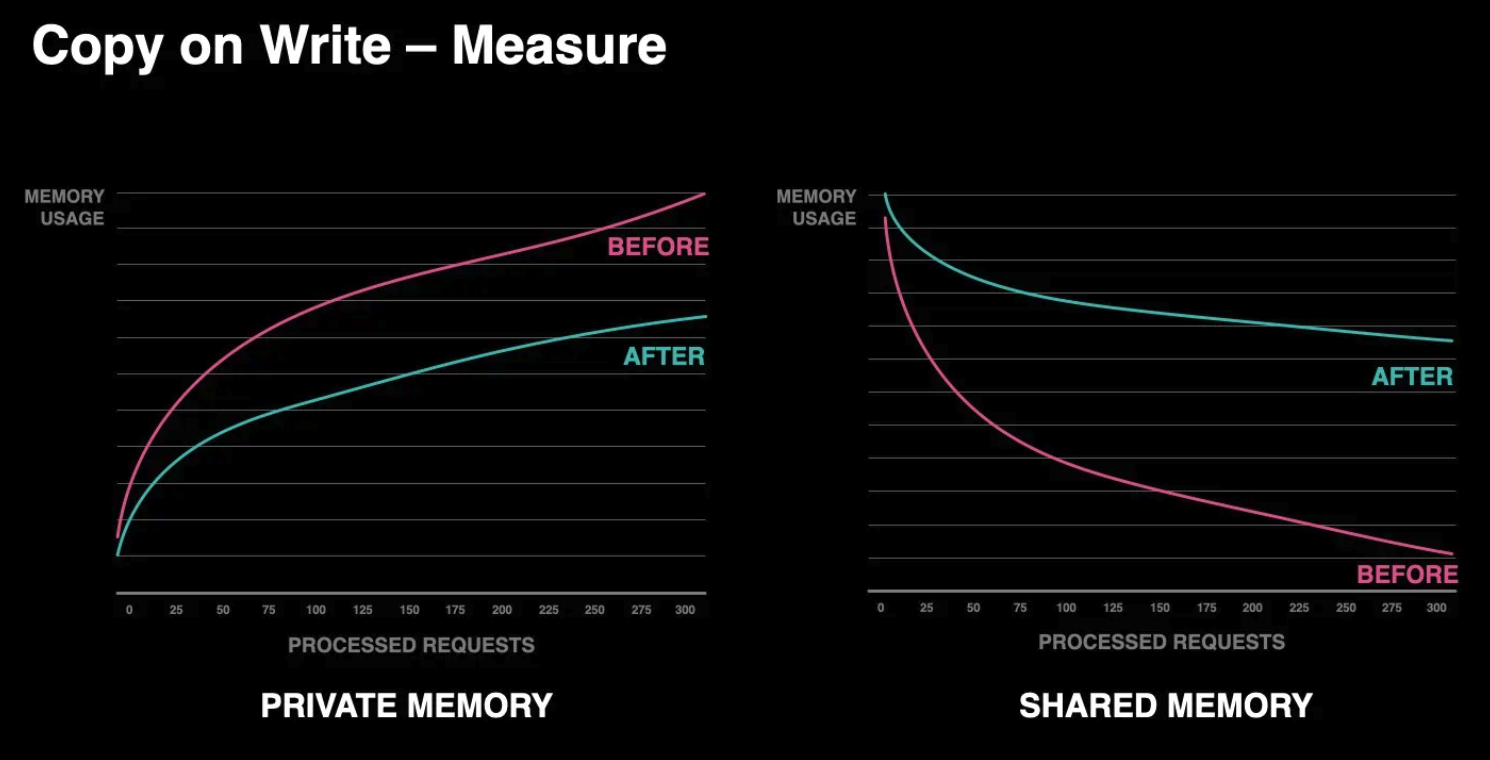 Copy on Write – Measure
MEMORY
USAGE
BEFORE
AFTER
0 25 50 75 100 125 150 175 200 225 250 275 300
PROCESSED REQUESTS
PRIVATE MEMORY
MEMORY
USAGE
AFTER
BEFORE
0 25 50 75 100 125 150 175 200 225 250 275 300
PROCESSED REQUESTS
SHARED MEMORY